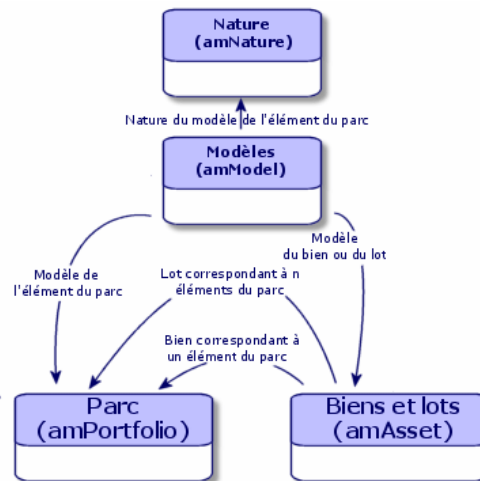 Nature
(amNature)
Nature du modèle de l'élément du parc
Modèles
(amModel)
Modèle
du bien ou du lot
Modèle de
l'élément du parc
Lot correspondant à n
éléments du parc
Bien correspondant à
un élément du parc
Parc
(amPortfolio)
Biens et lots
(amAsset)